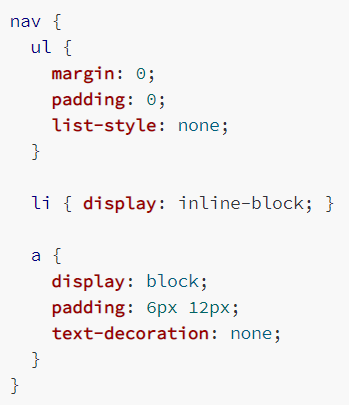 nav {
  ul {
    margin: 0;
    padding: 0;
    list-style: none;
  }

  li { display: inline-block; }

  a {
    display: block;
    padding: 6px 12px;
    text-decoration: none;
  }
}